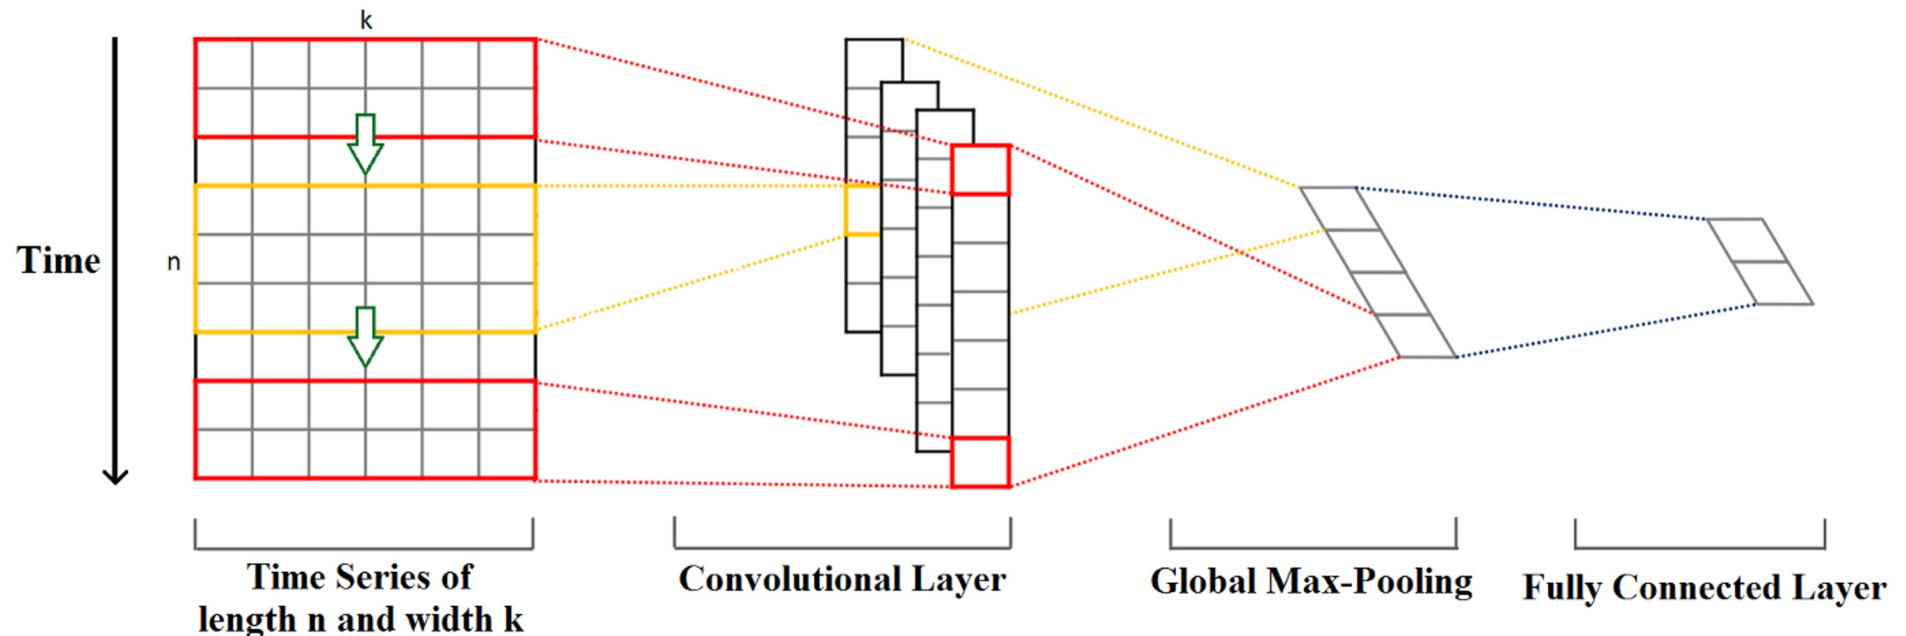 k
Time
n
Time Series of
length n and width k
Convolutional Layer
Global Max-Pooling
Fully Connected Layer